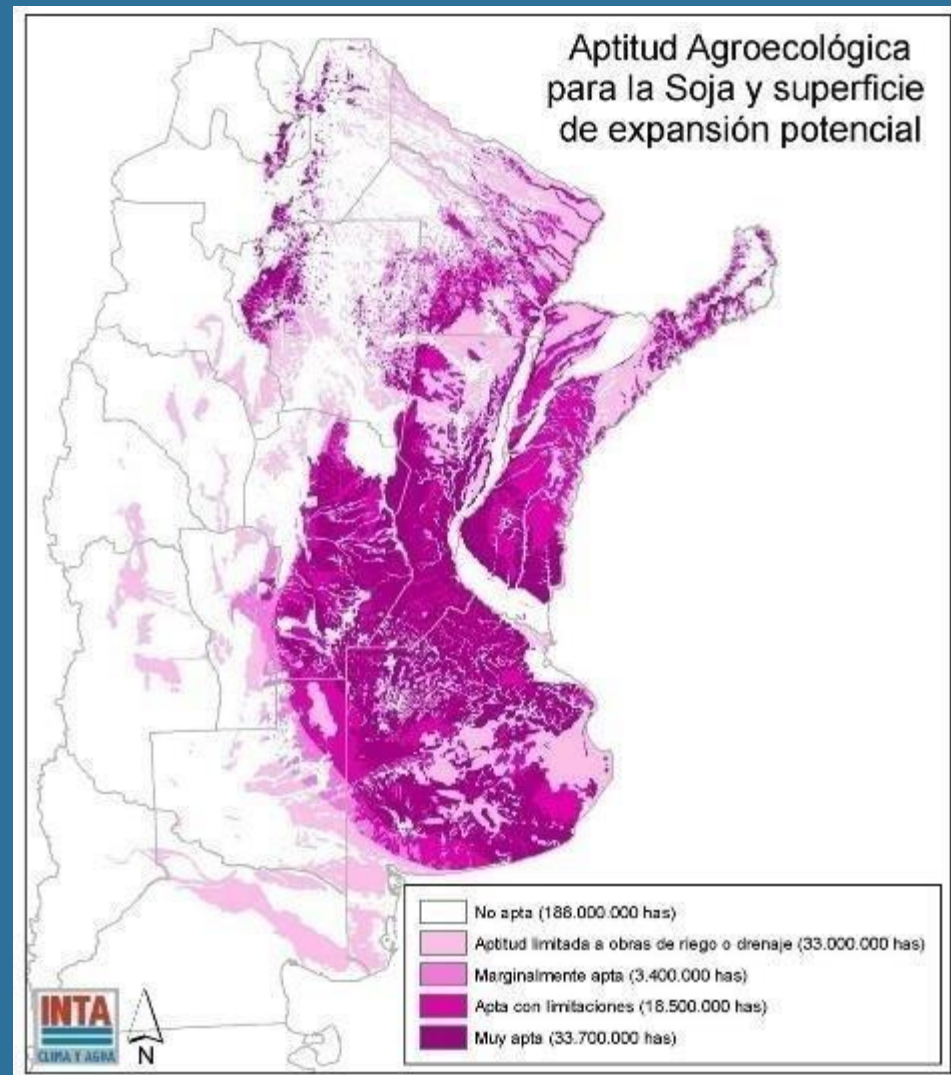 Aptitud Agroecológica
para la Soja y superficie
de expansión potencial
No apta (188.000.000 has)
Aptitud limitada a obras de riego o drenaje (33.000.000 has)
Marginalmente apta (3.400.000 has)
Apta con limitaciones (18.500.000 has)
Muy apta (33.700.000 has)
INTA
CLIMA Y AGUA
N